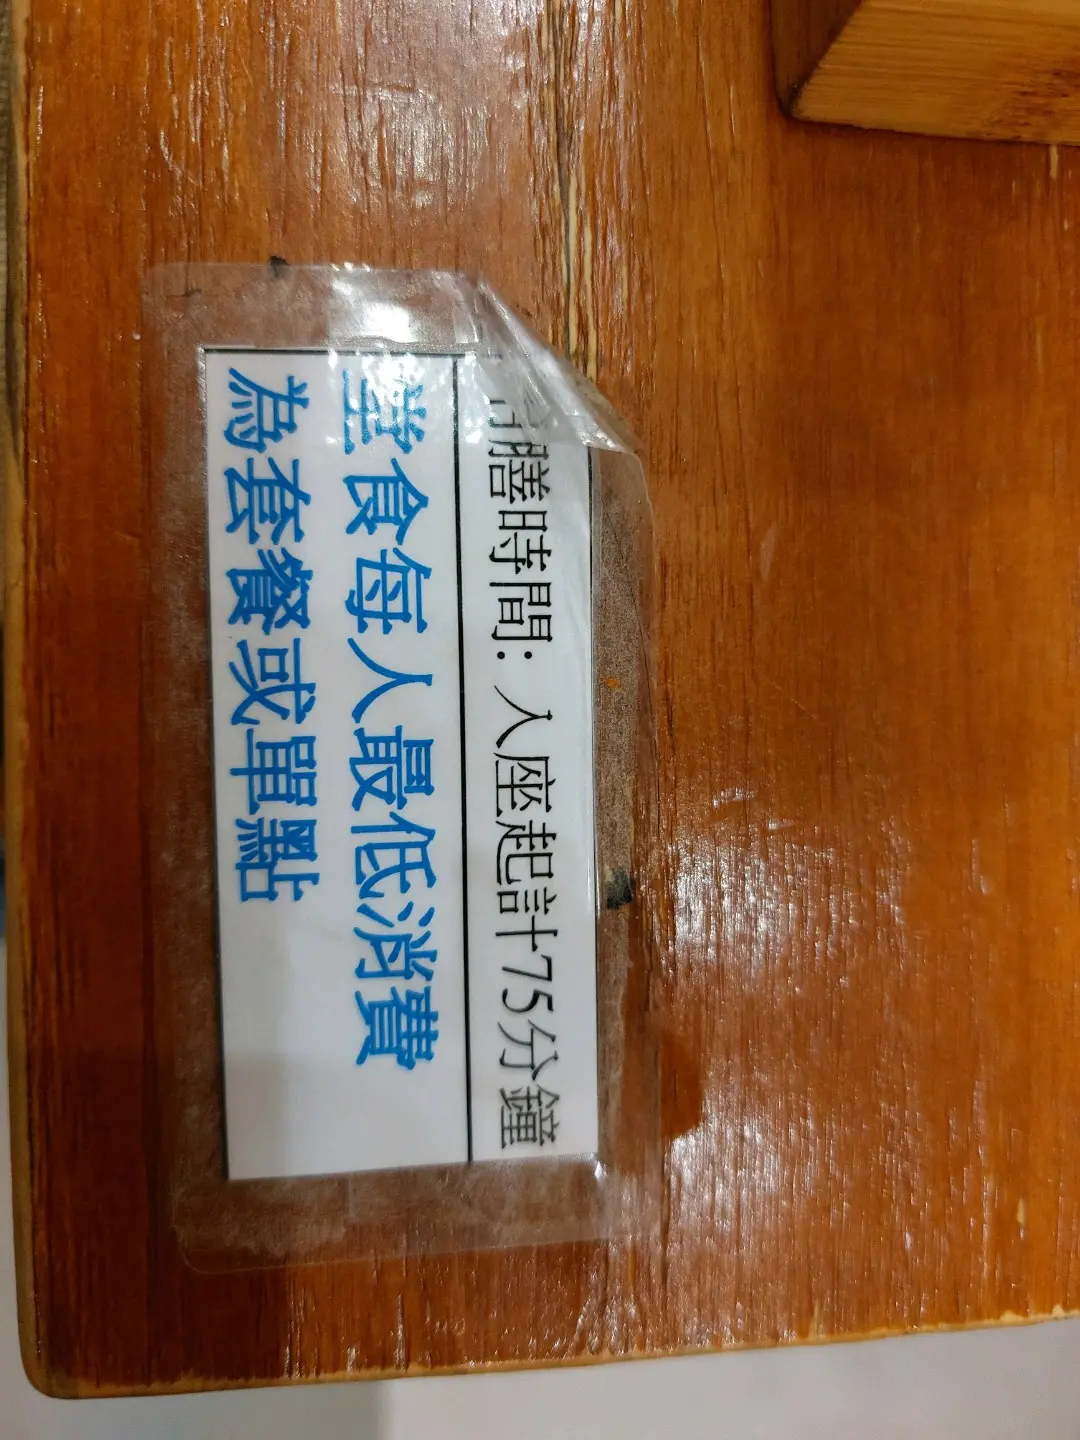 膳時間: 入座起計75分鐘
堂食每人最低消費
為套餐或單點